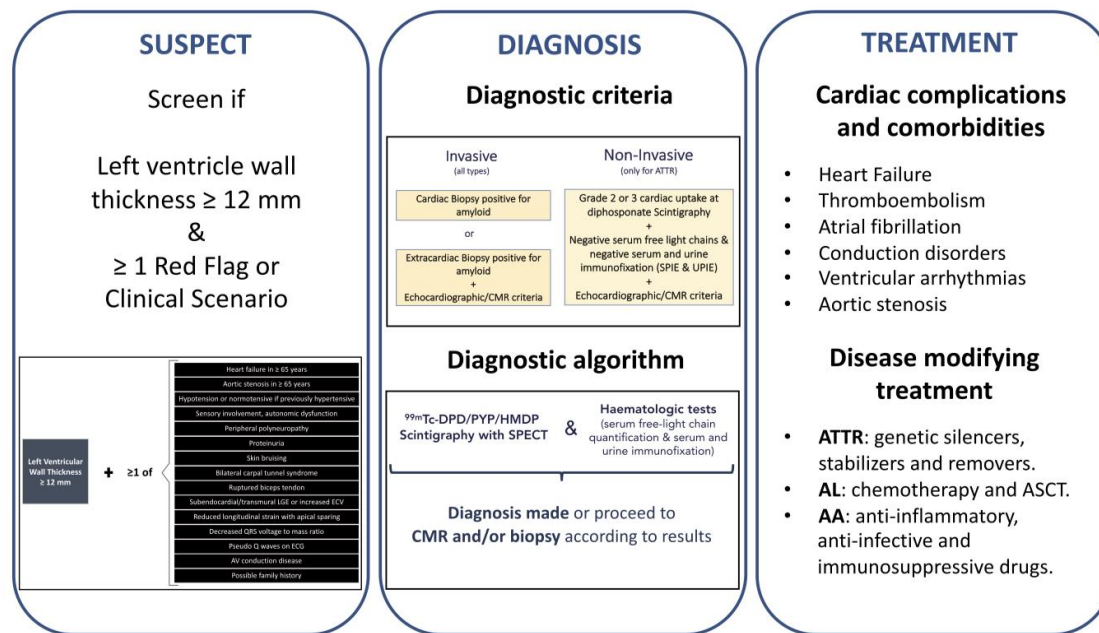 SUSPECT
Screen if
Left ventricle wall
thickness ≥ 12 mm
&
≥ 1 Red Flag or
Clinical Scenario
Left Ventricular
Wall Thickness
≥ 12 mm
+
≥1 of
Heart failure in ≥ 65 years
Aortic stenosis in ≥ 65 years
Hypotension or normotensive if previously hypertensive
Sensory involvement, autonomic dysfunction
Peripheral polyneuropathy
Proteinuria
Skin bruising
Bilateral carpal tunnel syndrome
Ruptured biceps tendon
Subendocardial/transmural LGE or increased ECV
Reduced longitudinal strain with apical sparing
Decreased QRS voltage to mass ratio
Pseudo Q waves on ECG
AV conduction disease
Possible family history
DIAGNOSIS
Diagnostic criteria
Invasive
(all types)
Cardiac Biopsy positive for
amyloid
or
Extracardiac Biopsy positive for
amyloid
+
Echocardiographic/CMR criteria
Non-Invasive
(only for ATTR)
Grade 2 or 3 cardiac uptake at
diphosponate Scintigraphy
+
Negative serum free light chains &
negative serum and urine
immunofixation (SPIE & UPIE)
+
Echocardiographic/CMR criteria
Diagnostic algorithm
⁹⁹ᵐTc-DPD/PYP/HMDP
Scintigraphy with SPECT
&
Haematologic tests
(serum free-light chain
quantification & serum and
urine immunofixation)
Diagnosis made or proceed to
CMR and/or biopsy according to results
TREATMENT
Cardiac complications
and comorbidities
• Heart Failure
• Thromboembolism
• Atrial fibrillation
• Conduction disorders
• Ventricular arrhythmias
• Aortic stenosis
Disease modifying
treatment
• ATTR: genetic silencers,
stabilizers and removers.
• AL: chemotherapy and ASCT.
• AA: anti-inflammatory,
anti-infective and
immunosuppressive drugs.